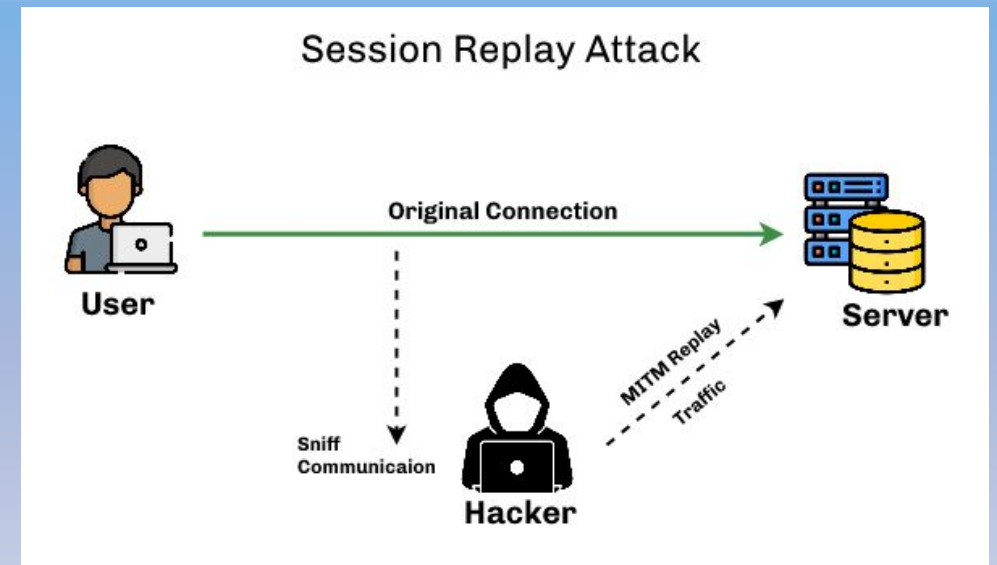 Session Replay Attack
Original Connection
User
Server
MITM Replay
Traffic
Sniff
Communicaion
Hacker